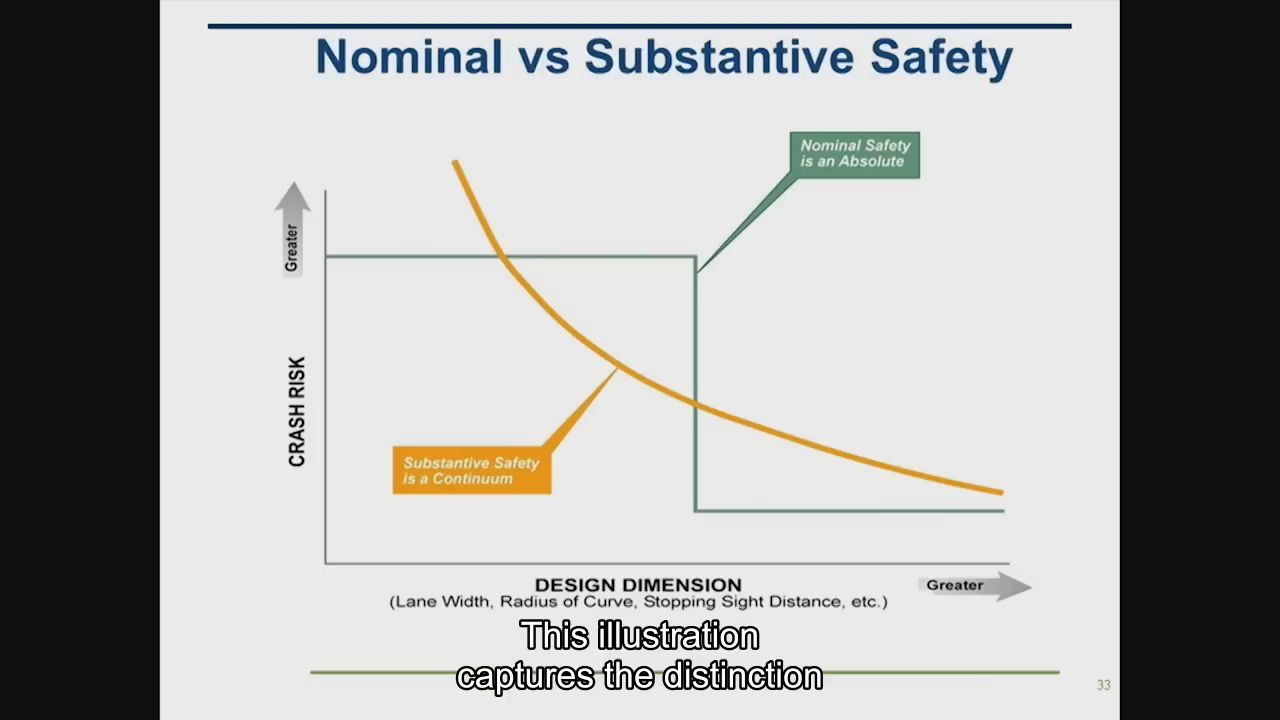 Nominal vs Substantive Safety
Nominal Safety
is an Absolute
Greater
CRASH RISK
Substantive Safety
is a Continuum
DESIGN DIMENSION
Greater
(Lane Width, Radius of Curve, Stopping Sight Distance, etc.)
This illustration
captures the distinction
33